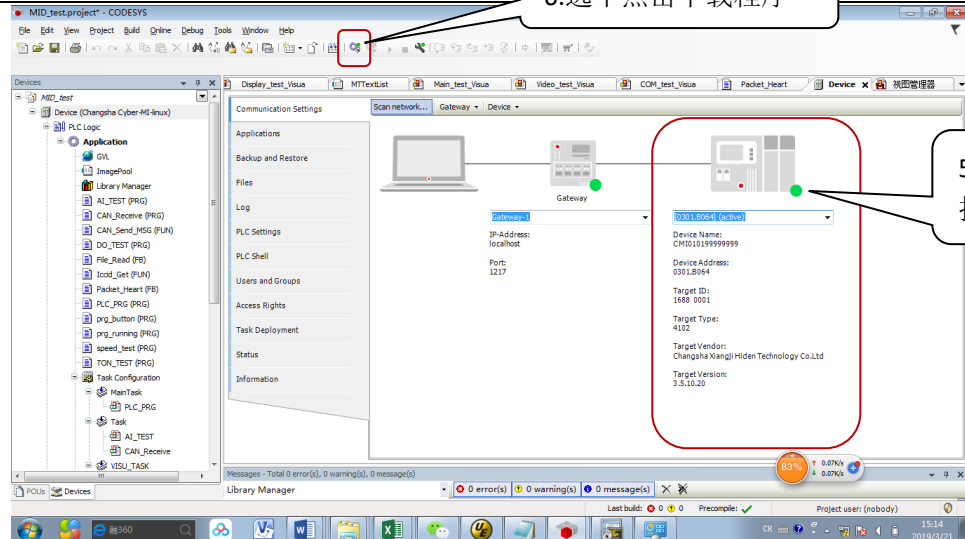 6.选中点击下载程序
MID_test.project* - CODESYS
File Edit View Project Build Online Debug Tools Window Help
Devices
Display_test_Visua MTTextList Main_test_Visua Video_test_Visua COM_test_Visua Packet_Heart Device 视图管理器
MID_test
Device (Changsha Cyber-MI-linux)
PLC Logic
Application
GVL
ImagePool
Library Manager
AI_TEST (PRG)
CAN_Receive (PRG)
CAN_Send_MSG (FUN)
DO_TEST (PRG)
File_Read (FB)
Iccid_Get (FUN)
Packet_Heart (FB)
PLC_PRG (PRG)
prg_button (PRG)
prg_running (PRG)
speed_test (PRG)
TON_TEST (PRG)
Task Configuration
MainTask
PLC_PRG
Task
AI_TEST
CAN_Receive
VISU_TASK
POUs Devices
Communication Settings
Applications
Backup and Restore
Files
Log
PLC Settings
PLC Shell
Users and Groups
Access Rights
Task Deployment
Status
Information
Scan network... Gateway Device
Gateway
Gateway-1
IP-Address:
localhost
Port:
1217
[0301.B064] (active)
Device Name:
CMI010199999999
Device Address:
0301.B064
Target ID:
1688 0001
Target Type:
4102
Target Vendor:
Changsha Xiangji Hiden Technology Co.Ltd
Target Version:
3.5.10.20
5
83%
0.07K/s
0.07K/s
Messages - Total 0 error(s), 0 warning(s), 0 message(s)
Library Manager 0 error(s) 0 warning(s) 0 message(s)
Last build: 0 0 Precompile: Project user: (nobody)
360
CH
15:14
2019/3/21